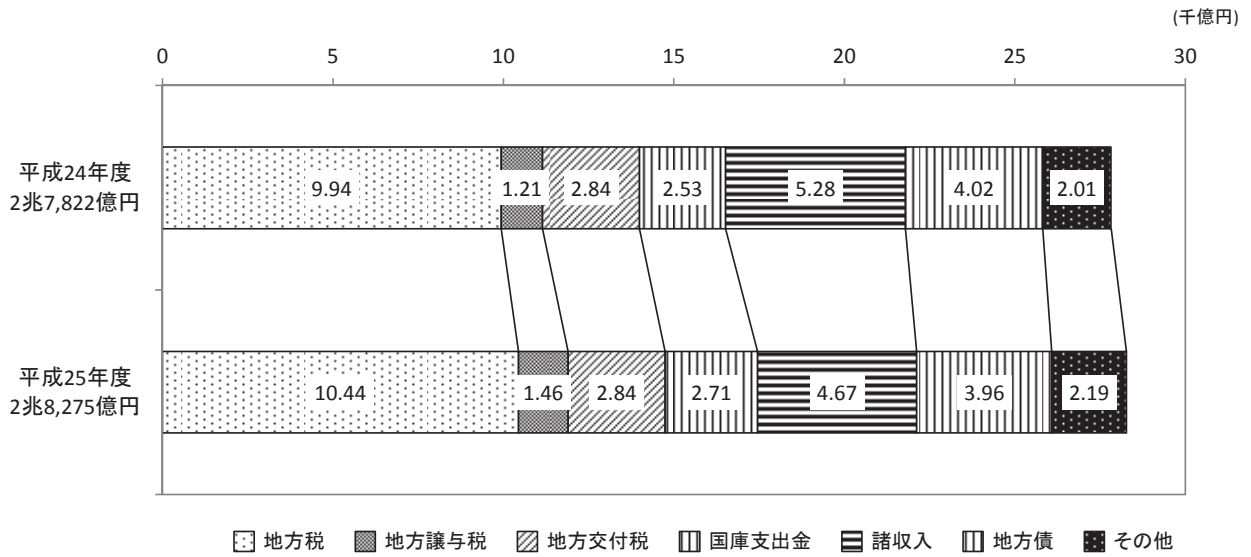 (千億円)
0 5 10 15 20 25 30
平成24年度
2兆7,822億円
9.94 1.21 2.84 2.53 5.28 4.02 2.01
平成25年度
2兆8,275億円
10.44 1.46 2.84 2.71 4.67 3.96 2.19
地方税 地方譲与税 地方交付税 国庫支出金 諸収入 地方債 その他